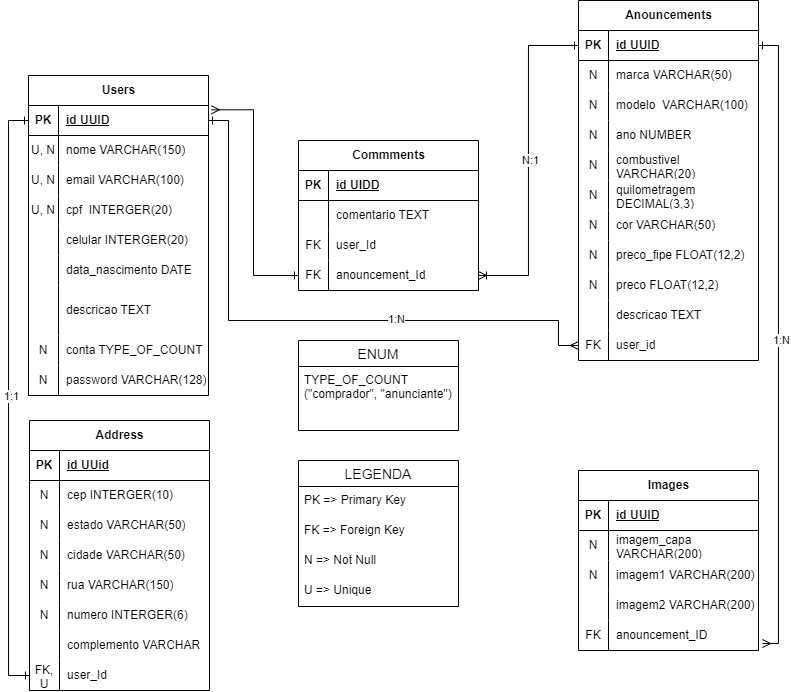 Users
PK id UUID
U, N nome VARCHAR(150)
U, N email VARCHAR(100)
U, N cpf INTERGER(20)
celular INTERGER(20)
data_nascimento DATE
descricao TEXT
N conta TYPE_OF_COUNT
N password VARCHAR(128)
1:1
Address
PK id UUid
N cep INTERGER(10)
N estado VARCHAR(50)
N cidade VARCHAR(50)
N rua VARCHAR(150)
N numero INTERGER(6)
complemento VARCHAR
FK,
U user_Id
Commments
PK id UIDD
comentario TEXT
FK user_Id
FK anouncement_Id
N:1
1:N
ENUM
TYPE_OF_COUNT
("comprador", "anunciante")
LEGENDA
PK => Primary Key
FK => Foreign Key
N => Not Null
U => Unique
Anouncements
PK id UUID
N marca VARCHAR(50)
N modelo VARCHAR(100)
N ano NUMBER
N combustivel
VARCHAR(20)
N quilometragem
DECIMAL(3,3)
N cor VARCHAR(50)
N preco_fipe FLOAT(12,2)
N preco FLOAT(12,2)
descricao TEXT
FK user_id
1:N
Images
PK id UUID
N imagem_capa
VARCHAR(200)
N imagem1 VARCHAR(200)
imagem2 VARCHAR(200)
FK anouncement_ID